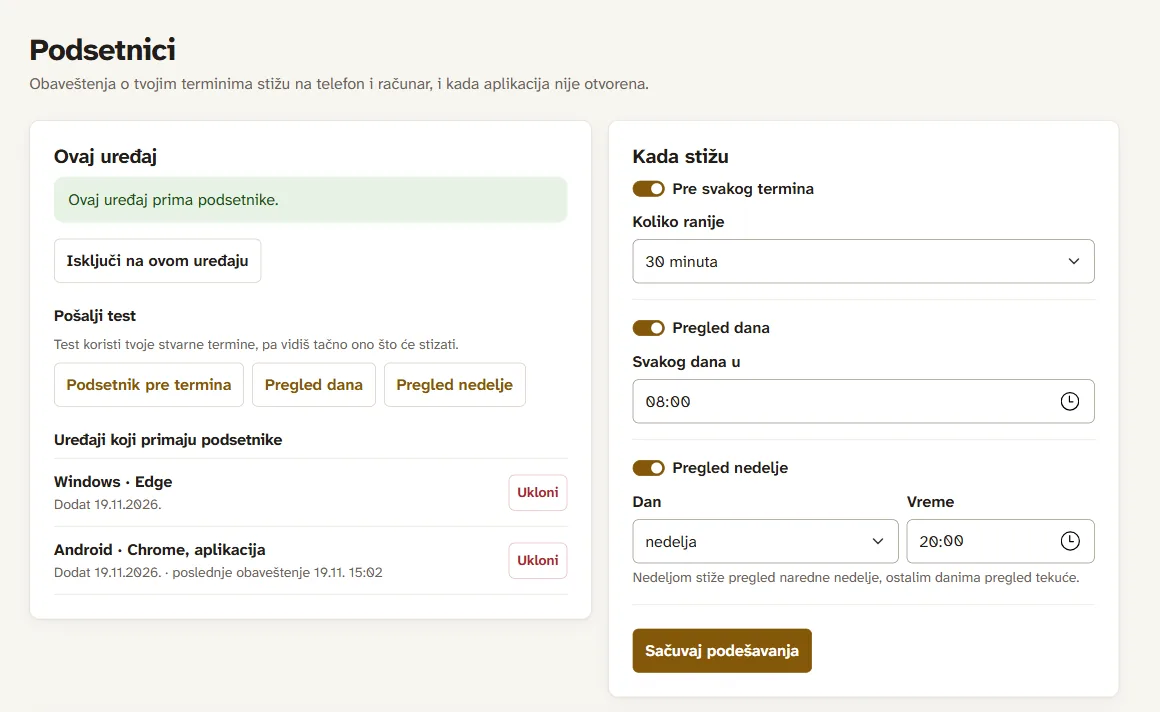 Podsetnici
Obaveštenja o tvojim terminima stižu na telefon i računar, i kada aplikacija nije otvorena.
Ovaj uređaj
Ovaj uređaj prima podsetnike.
Isključi na ovom uređaju
Pošalji test
Test koristi tvoje stvarne termine, pa vidiš tačno ono što će stizati.
Podsetnik pre termina
Pregled dana
Pregled nedelje
Uređaji koji primaju podsetnike
Windows · Edge
Dodat 19.11.2026.
Ukloni
Android · Chrome, aplikacija
Dodat 19.11.2026. · poslednje obaveštenje 19.11. 15:02
Ukloni
Kada stižu
Pre svakog termina
Koliko ranije
30 minuta
Pregled dana
Svakog dana u
08:00
Pregled nedelje
Dan
Vreme
nedelja
20:00
Nedeljom stiže pregled naredne nedelje, ostalim danima pregled tekuće.
Sačuvaj podešavanja